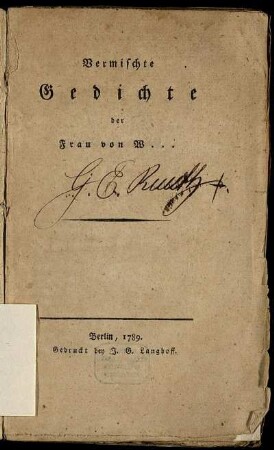 Vermischte
Gedichte
der
Frau von W...
G. E.
Berlin, 1789.
Gedruckt bey J. G. Langhoff.